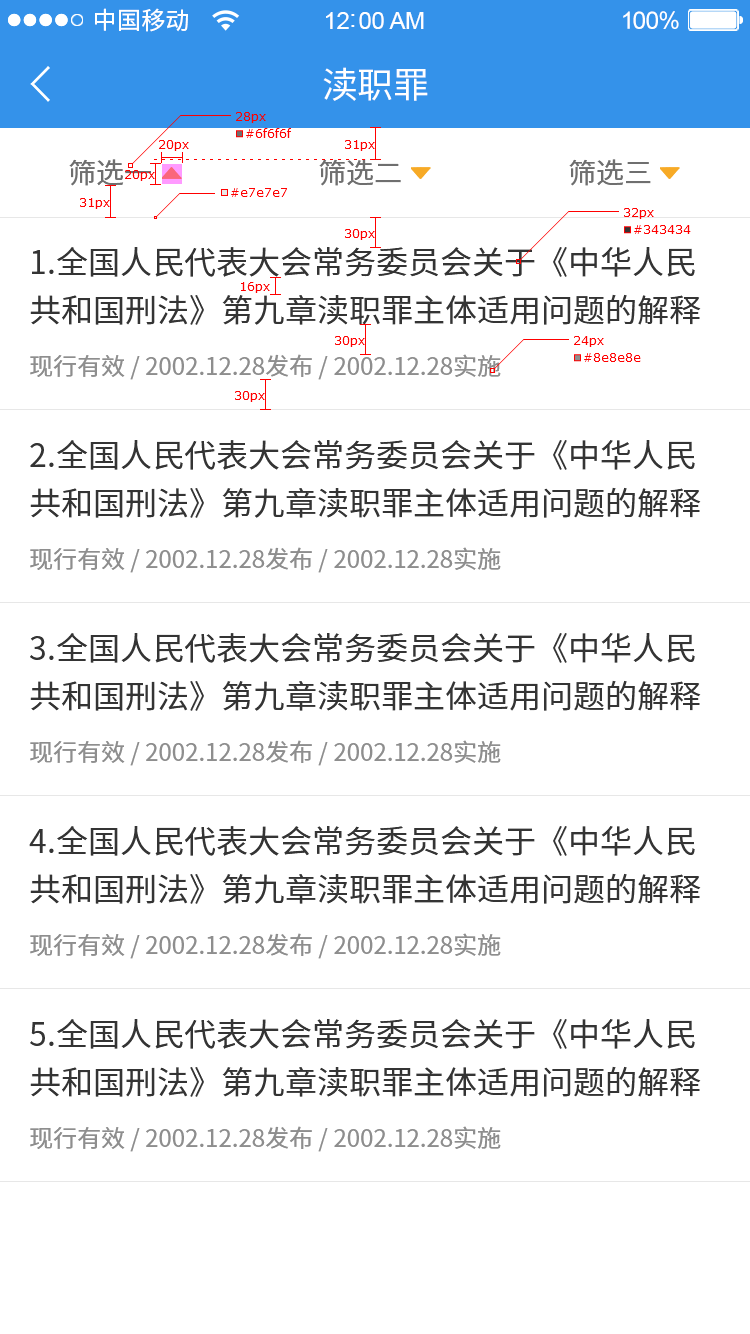 中国移动 12:00 AM 100%
渎职罪
28px
#6f6f6f
20px
31px
筛选
20px
筛选二
筛选三
#e7e7e7
31px
32px
#343434
30px
1.全国人民代表大会常务委员会关于《中华人民
16px
共和国刑法》第九章渎职罪主体适用问题的解释
30px
24px
#8e8e8e
现行有效 / 2002.12.28发布 / 2002.12.28实施
30px
2.全国人民代表大会常务委员会关于《中华人民
共和国刑法》第九章渎职罪主体适用问题的解释
现行有效 / 2002.12.28发布 / 2002.12.28实施
3.全国人民代表大会常务委员会关于《中华人民
共和国刑法》第九章渎职罪主体适用问题的解释
现行有效 / 2002.12.28发布 / 2002.12.28实施
4.全国人民代表大会常务委员会关于《中华人民
共和国刑法》第九章渎职罪主体适用问题的解释
现行有效 / 2002.12.28发布 / 2002.12.28实施
5.全国人民代表大会常务委员会关于《中华人民
共和国刑法》第九章渎职罪主体适用问题的解释
现行有效 / 2002.12.28发布 / 2002.12.28实施